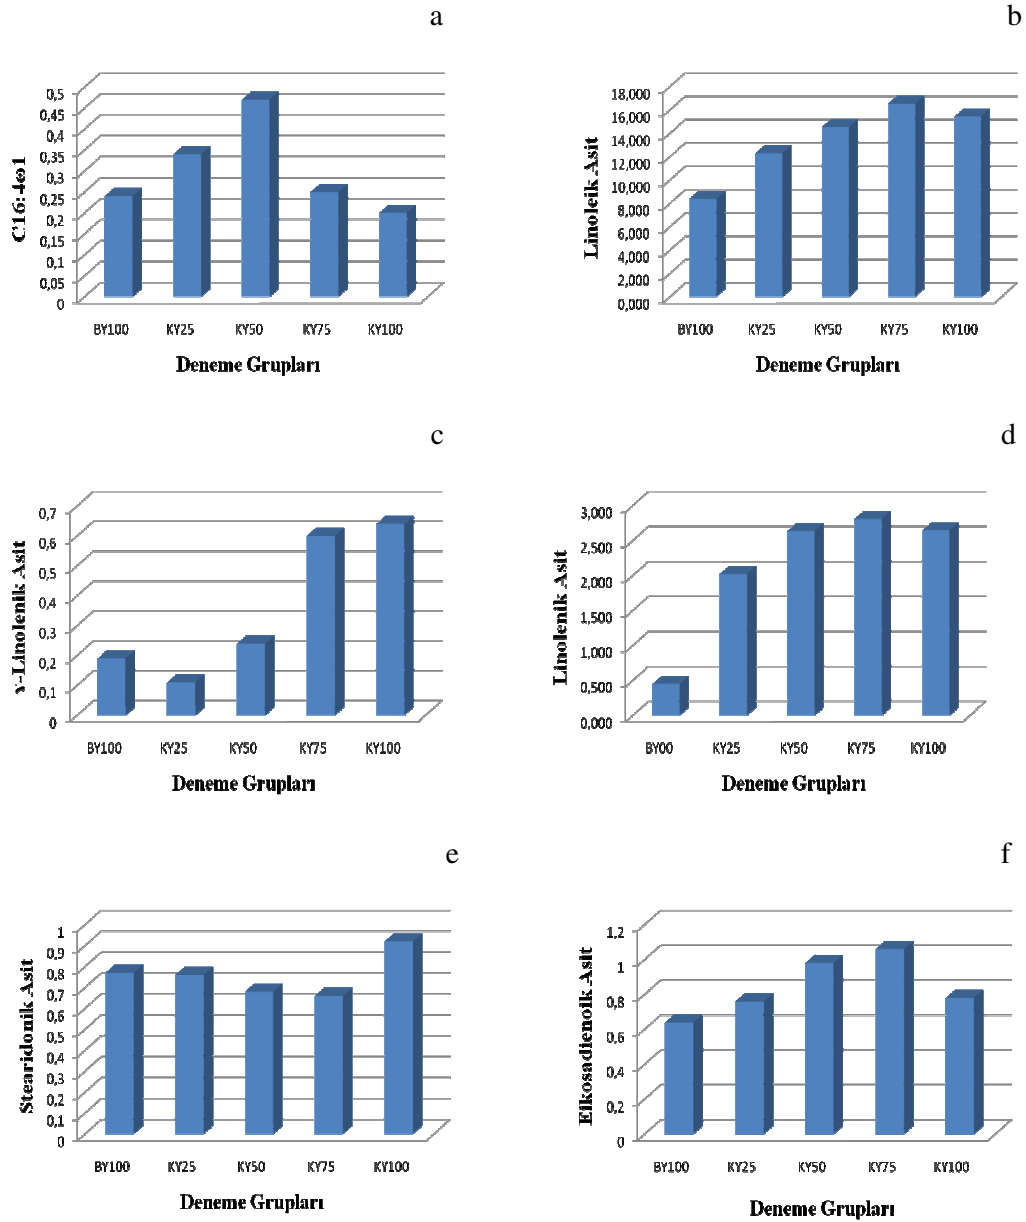 a
0,5
0,45
0,4
0,35
0,3
0,25
0,2
0,15
0,1
0,05
0
C16:4ω1
BY100 KY25 KY50 KY75 KY100
Deneme Grupları
b
18,000
16,000
14,000
12,000
10,000
8,000
6,000
4,000
2,000
0,000
Linoleik Asit
BY100 KY25 KY50 KY75 KY100
Deneme Grupları
c
0,7
0,6
0,5
0,4
0,3
0,2
0,1
0
γ-Linolenik Asit
BY100 KY25 KY50 KY75 KY100
Deneme Grupları
d
3,000
2,500
2,000
1,500
1,000
0,500
0,000
Linolenik Asit
BY00 KY25 KY50 KY75 KY100
Deneme Grupları
e
1
0,9
0,8
0,7
0,6
0,5
0,4
0,3
0,2
0,1
0
Stearidonik Asit
BY100 KY25 KY50 KY75 KY100
Deneme Grupları
f
1,2
1
0,8
0,6
0,4
0,2
0
Eikosadienoik Asit
BY100 KY25 KY50 KY75 KY100
Deneme Grupları